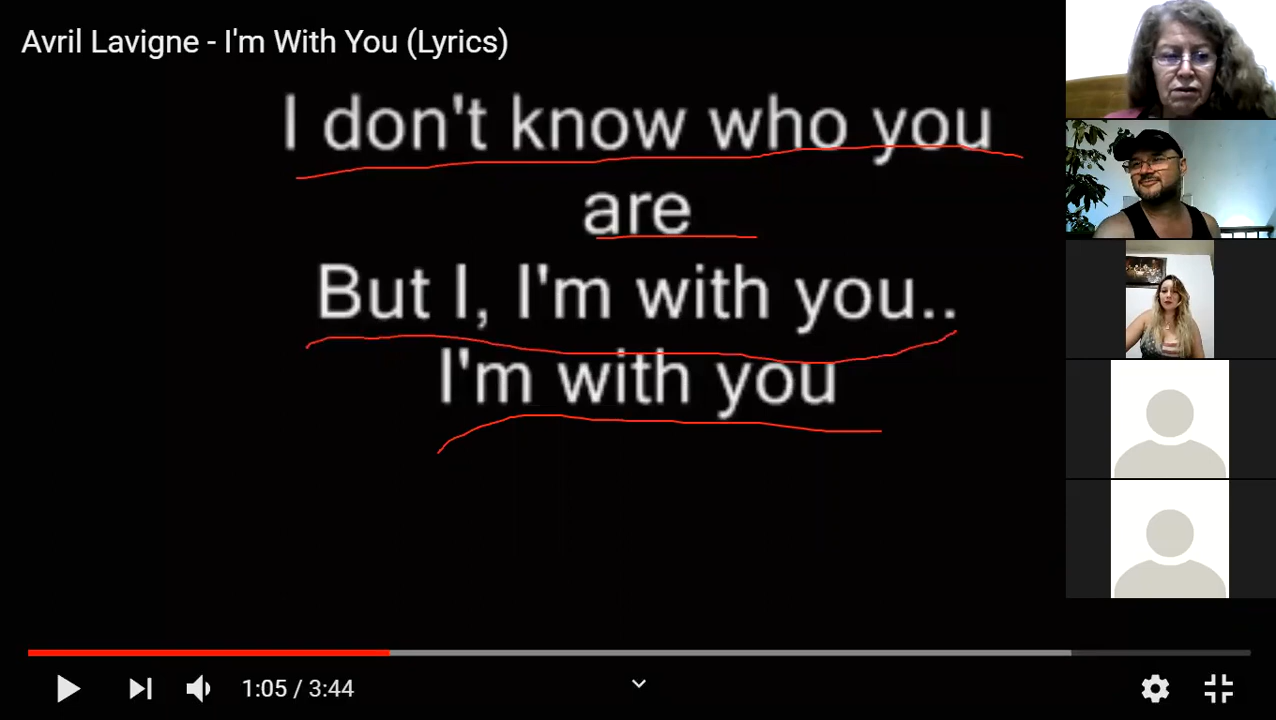 Avril Lavigne - I'm With You (Lyrics)
I don't know who you
are
But I, I'm with you..
I'm with you
1:05 / 3:44